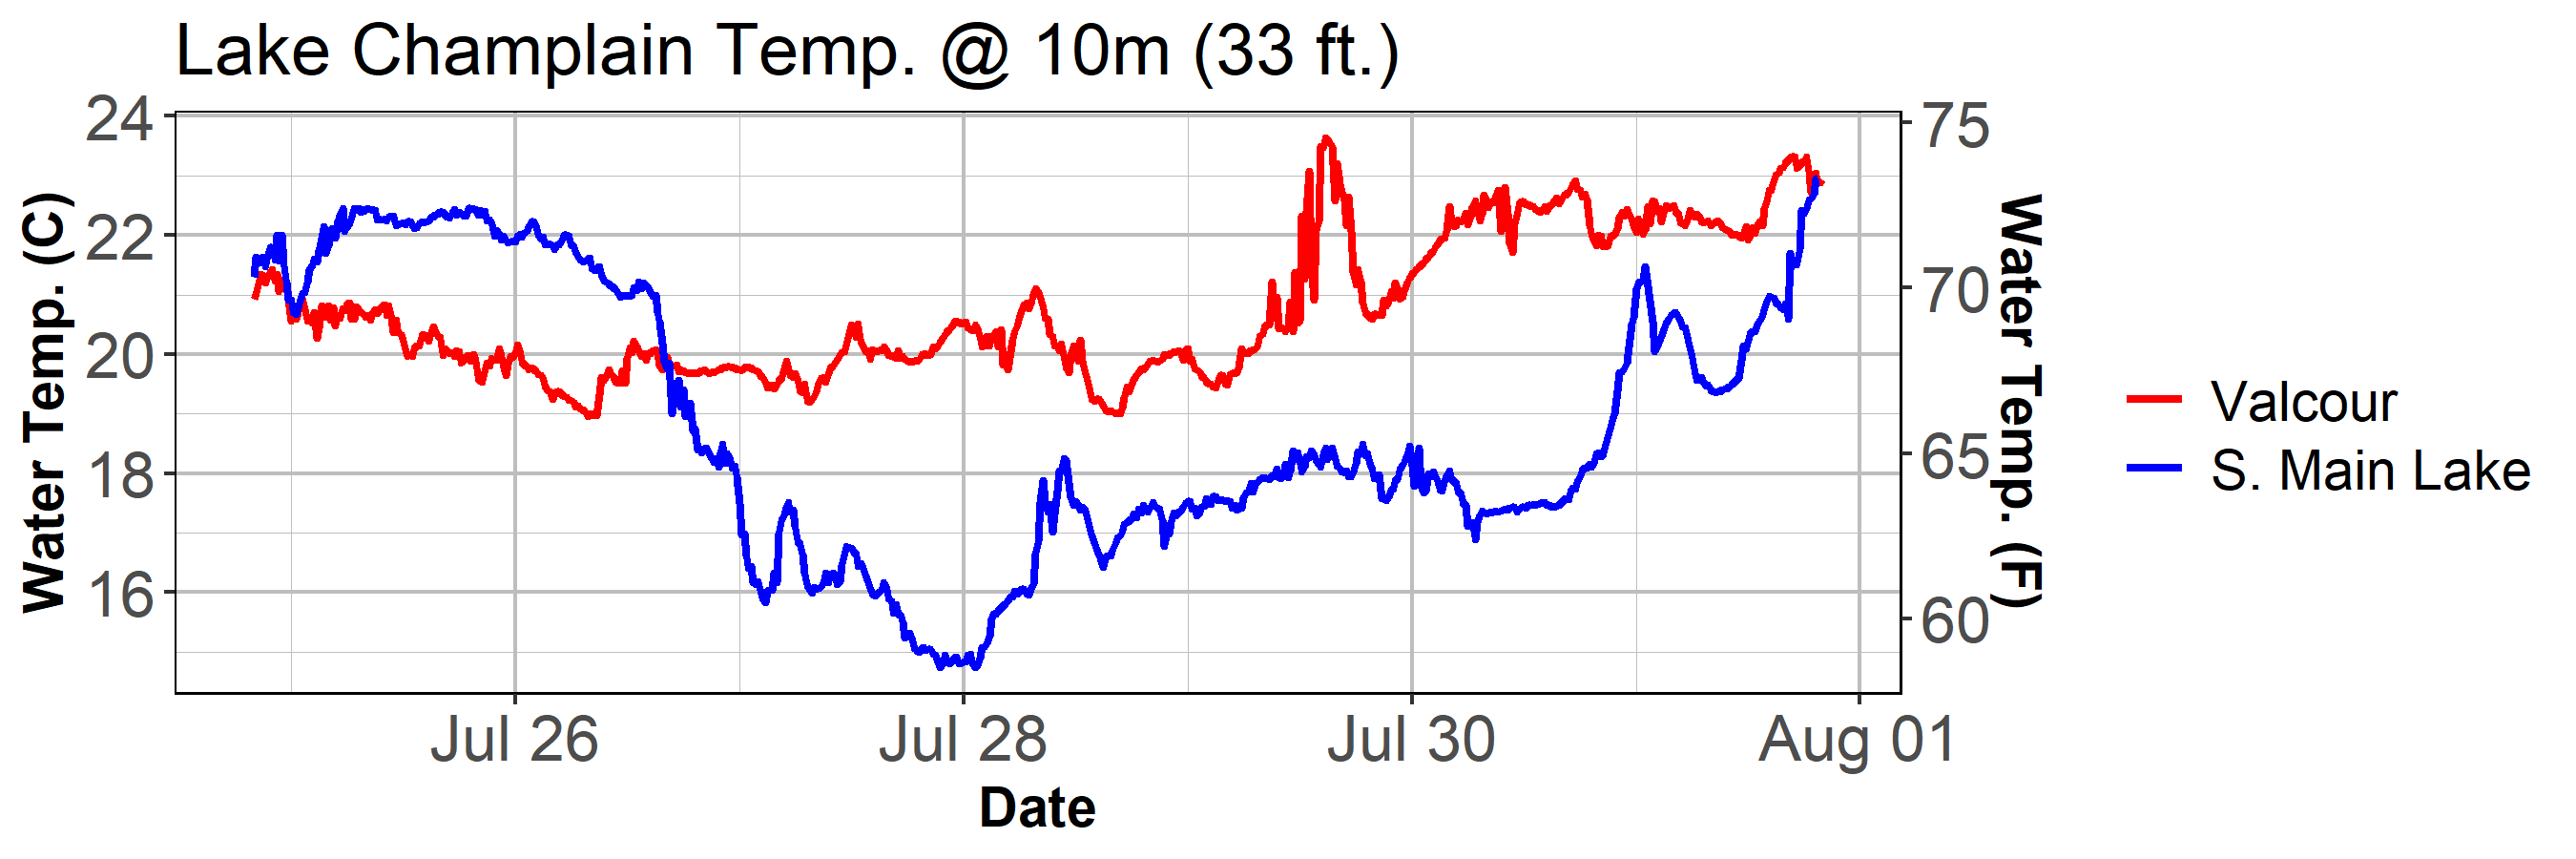 Lake Champlain Temp. @ 10m (33 ft.)
24
22
20
18
16
Water Temp. (C)
75
70
65
60
Water Temp. (F)
Jul 26
Jul 28
Jul 30
Aug 01
Date
Valcour
S. Main Lake